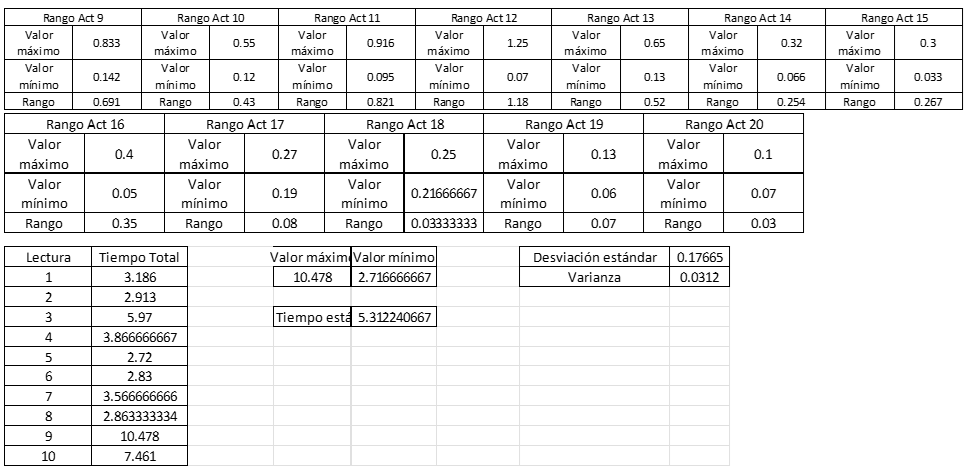 Rango Act 9 Rango Act 10 Rango Act 11 Rango Act 12 Rango Act 13 Rango Act 14 Rango Act 15
Valor máximo 0.833 Valor máximo 0.55 Valor máximo 0.916 Valor máximo 1.25 Valor máximo 0.65 Valor máximo 0.32 Valor máximo 0.3
Valor mínimo 0.142 Valor mínimo 0.12 Valor mínimo 0.095 Valor mínimo 0.07 Valor mínimo 0.13 Valor mínimo 0.066 Valor mínimo 0.033
Rango 0.691 Rango 0.43 Rango 0.821 Rango 1.18 Rango 0.52 Rango 0.254 Rango 0.267
Rango Act 16 Rango Act 17 Rango Act 18 Rango Act 19 Rango Act 20
Valor máximo 0.4 Valor máximo 0.27 Valor máximo 0.25 Valor máximo 0.13 Valor máximo 0.1
Valor mínimo 0.05 Valor mínimo 0.19 Valor mínimo 0.21666667 Valor mínimo 0.06 Valor mínimo 0.07
Rango 0.35 Rango 0.08 Rango 0.03333333 Rango 0.07 Rango 0.03
Lectura Tiempo Total Valor máxim Valor mínimo Desviación estándar 0.17665
1 3.186 10.478 2.716666667 Varianza 0.0312
2 2.913
3 5.97 Tiempo está 5.312240667
4 3.866666667
5 2.72
6 2.83
7 3.566666666
8 2.863333334
9 10.478
10 7.461